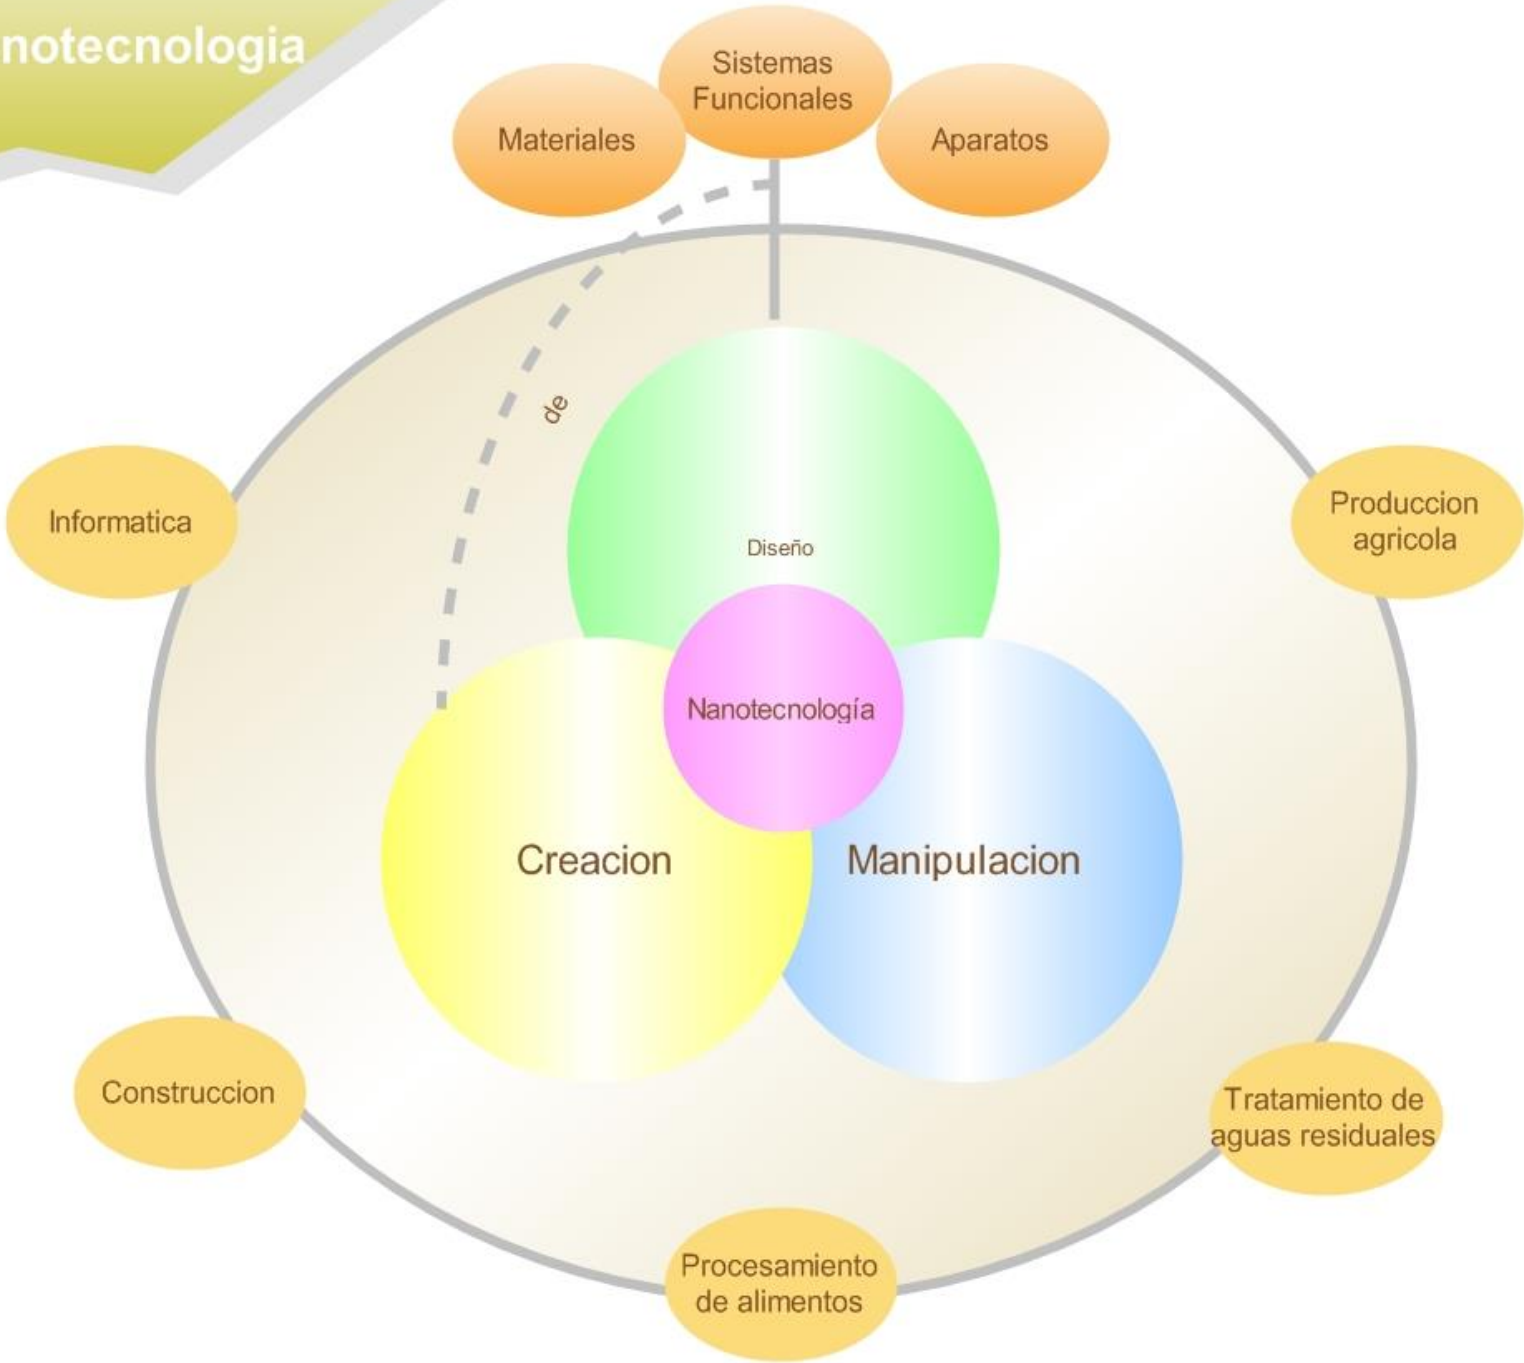 notecnologia
Sistemas
Funcionales
Materiales
Aparatos
de
Informatica
Produccion
agricola
Diseño
Nanotecnología
Creacion
Manipulacion
Construccion
Tratamiento de
aguas residuales
Procesamiento
de alimentos